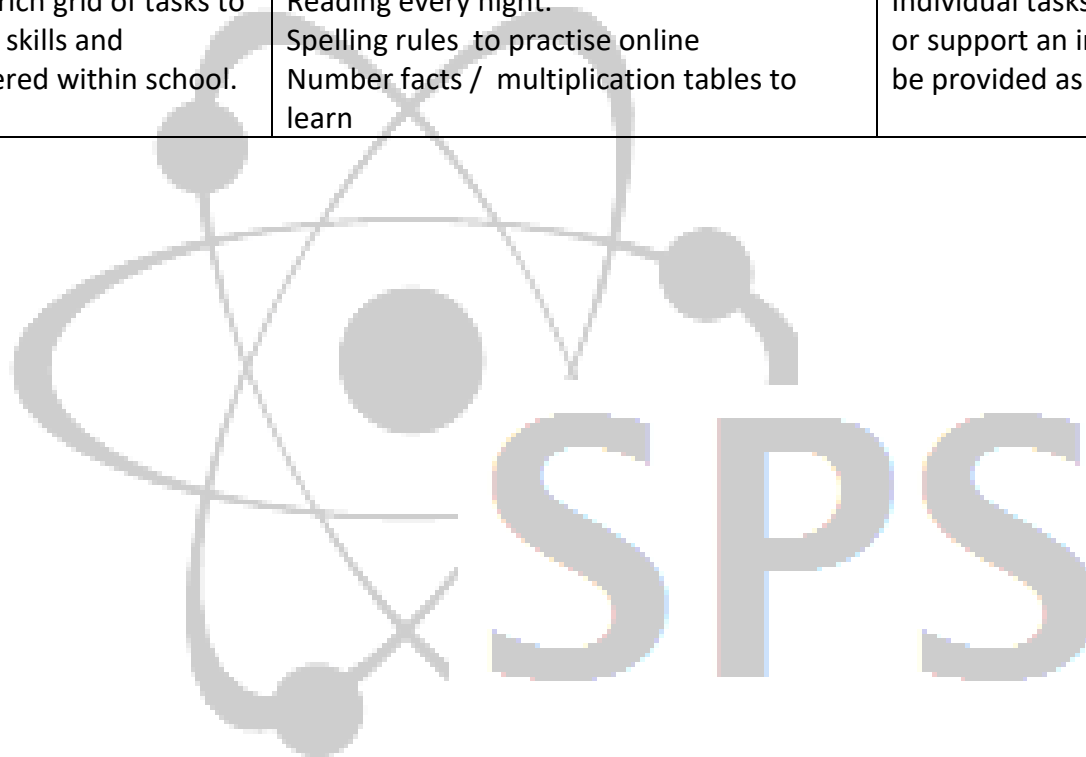 rich grid of tasks to
skills and
ered within school.
Reading every night.
Spelling rules  to practise online
Number facts /  multiplication tables to
learn
individual tasks
or support an i
be provided as
SPS